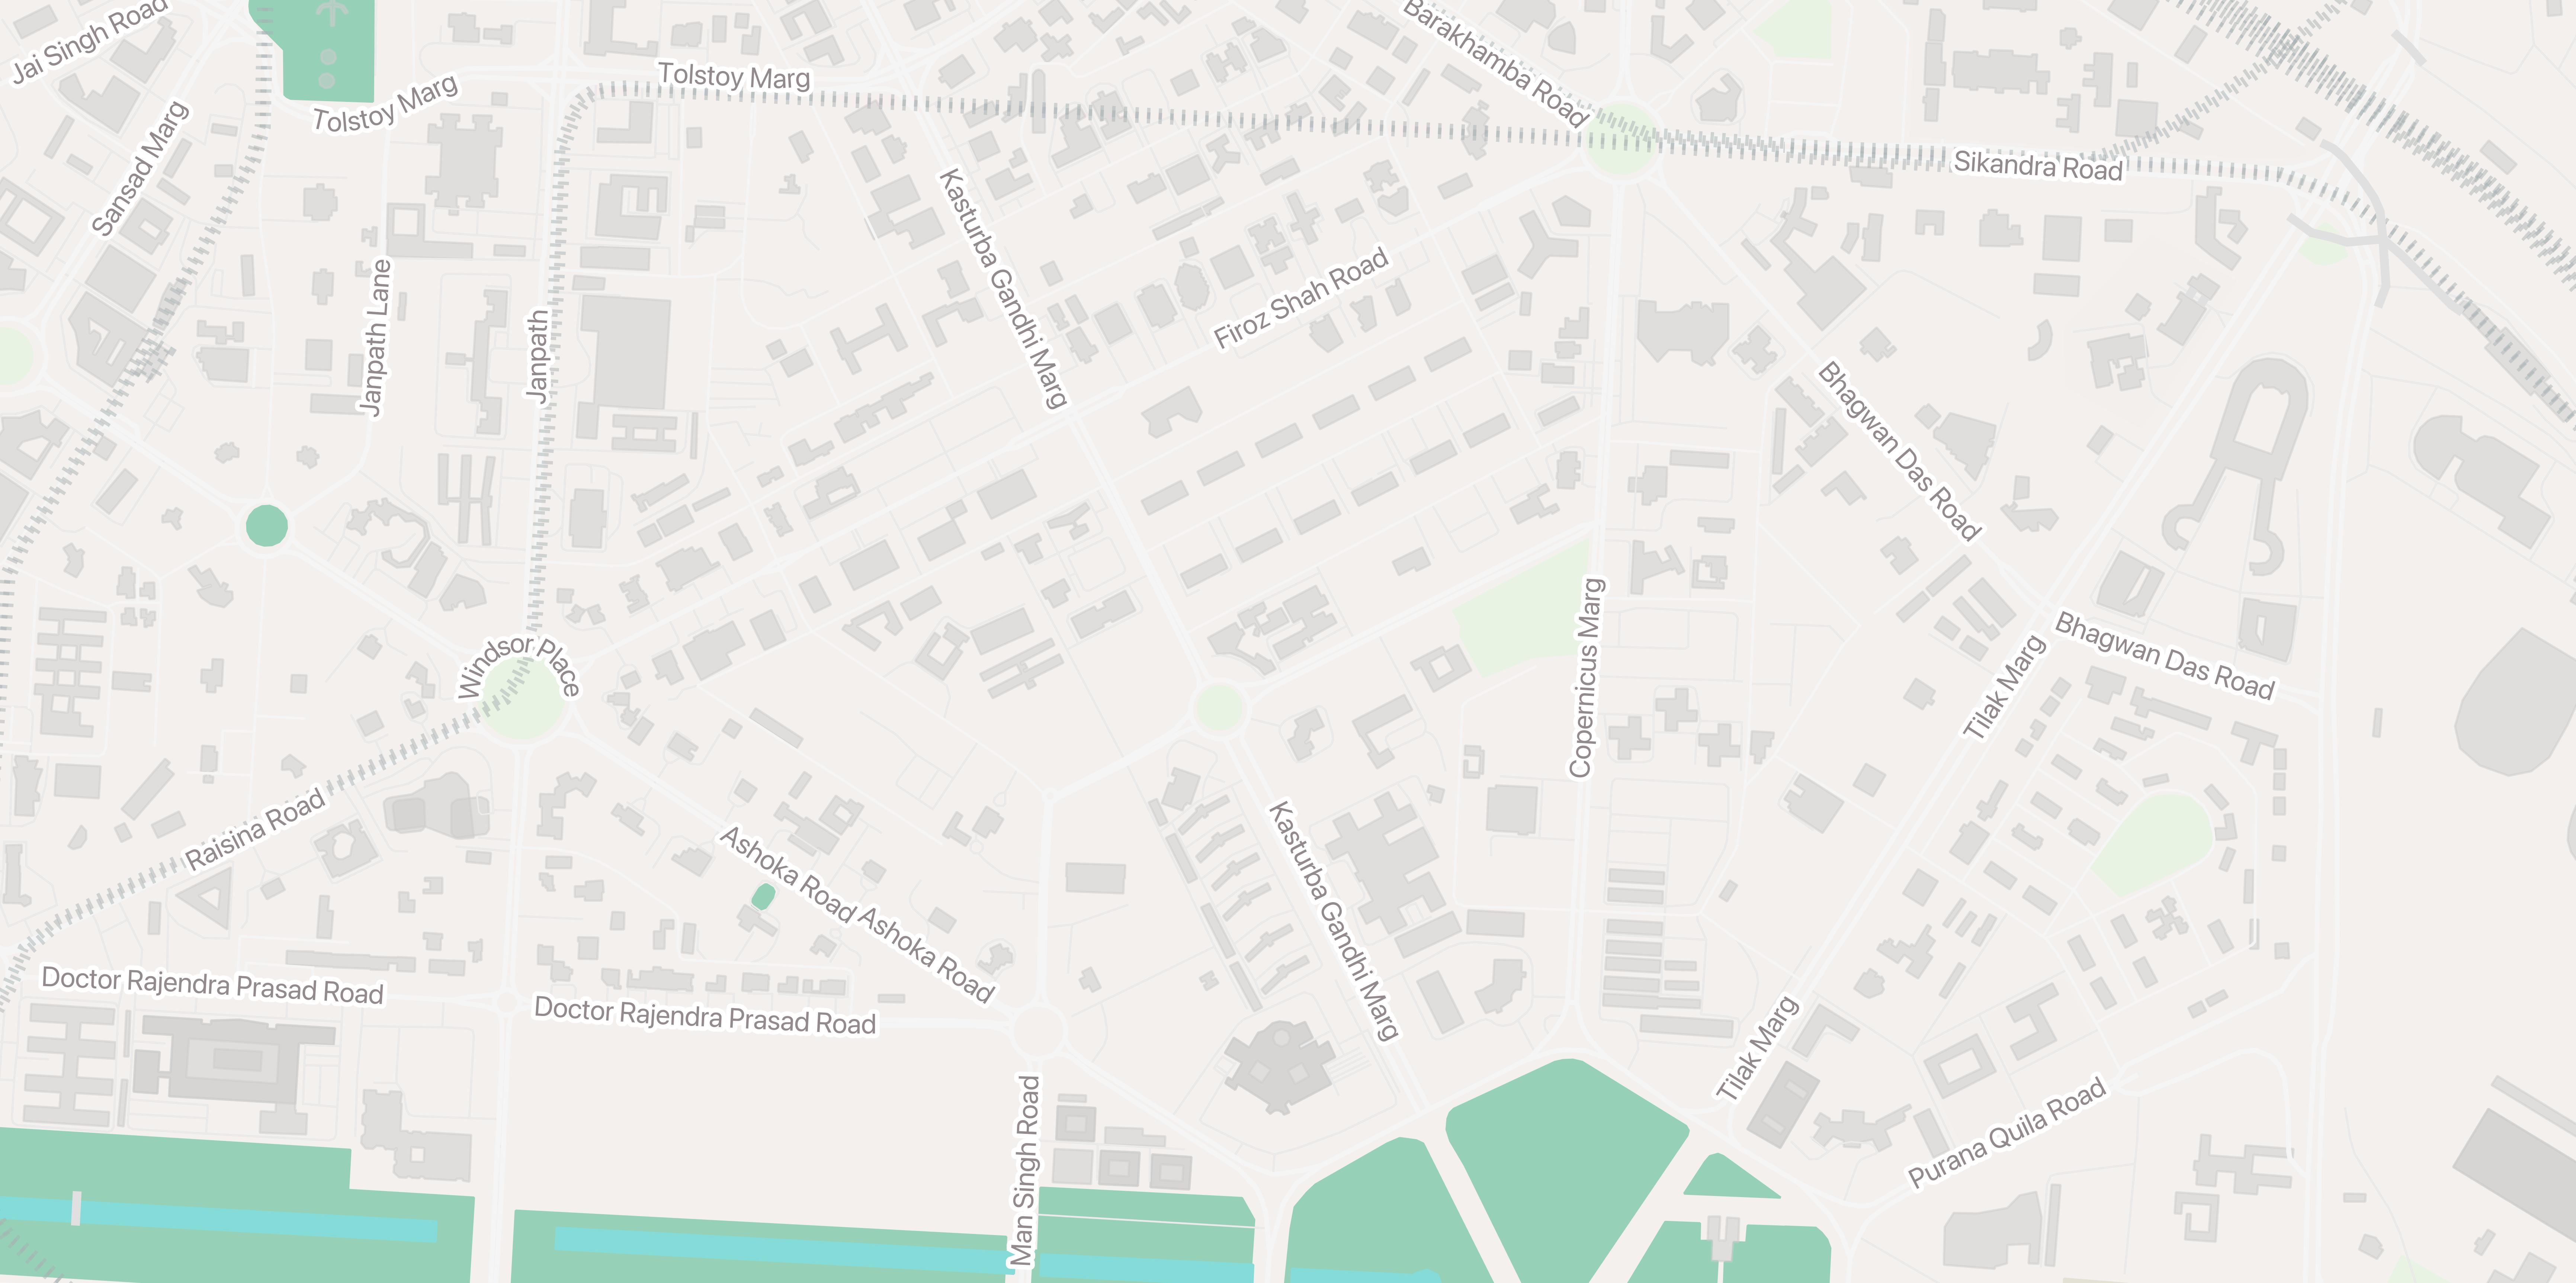 Jai Singh Road
Tolstoy Marg
Tolstoy Marg
Barakhamba Road
Sansad Marg
Sikandra Road
Kasturba Gandhi Marg
Firoz Shah Road
Janpath Lane
Janpath
Bhagwan Das Road
Windsor Place
Copernicus Marg
Bhagwan Das Road
Tilak Marg
Raisina Road
Ashoka Road
Ashoka Road
Kasturba Gandhi Marg
Doctor Rajendra Prasad Road
Doctor Rajendra Prasad Road
Tilak Marg
Man Singh Road
Purana Quila Road